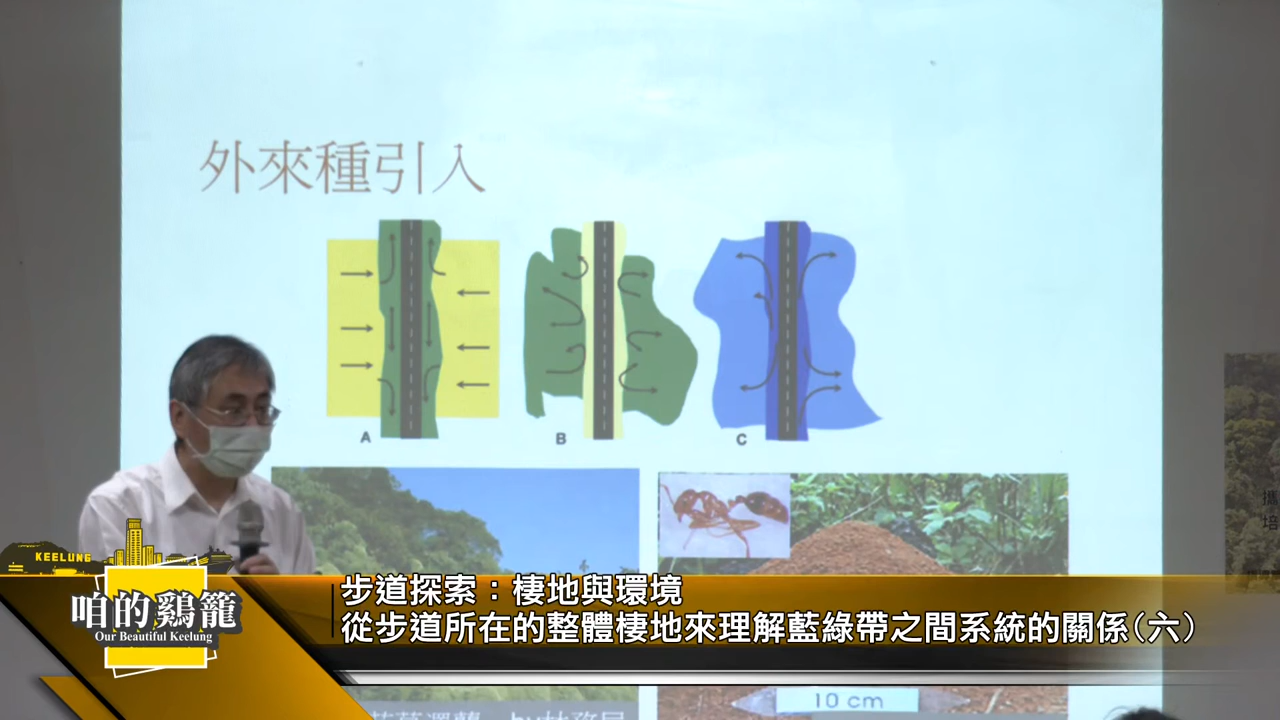 外來種引入
A
B
C
KEELUNG
咱的鷄籠
Our Beautiful Keelung
步道探索：棲地與環境
從步道所在的整體棲地來理解藍綠帶之間系統的關係(六)
10 cm